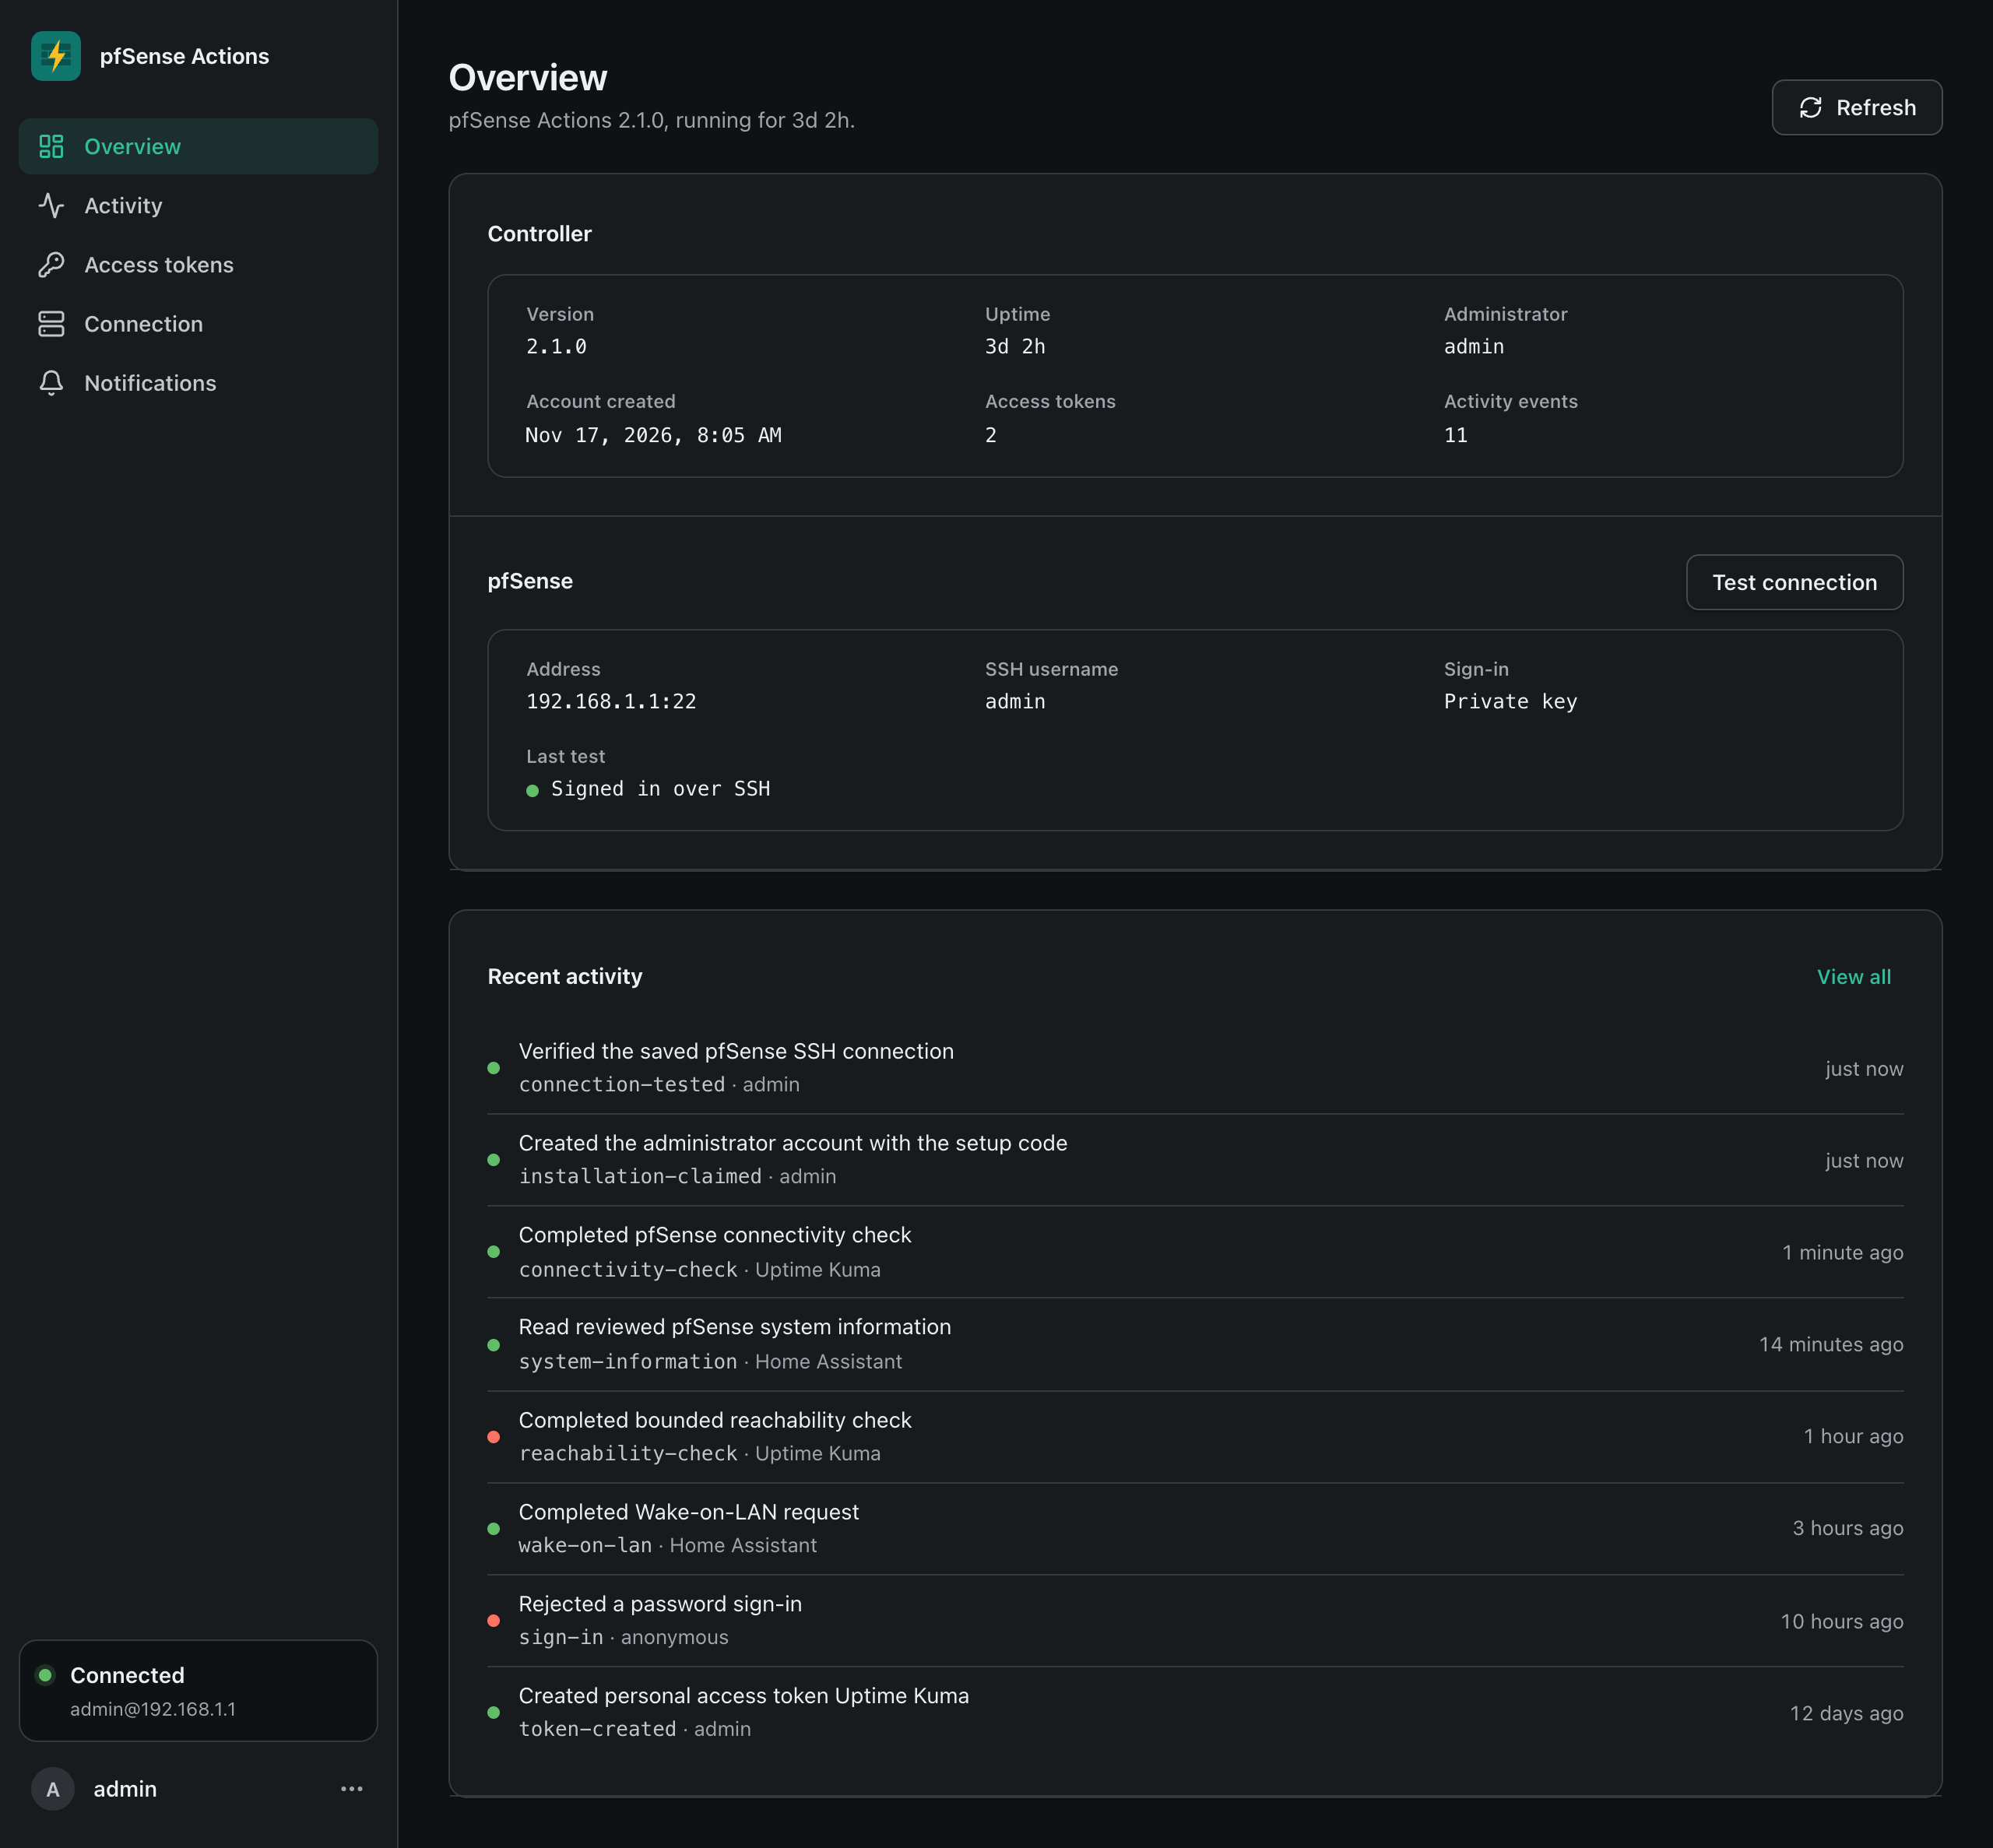 pfSense Actions
Overview
Activity
Access tokens
Connection
Notifications
Connected
admin@192.168.1.1
A admin
Overview
pfSense Actions 2.1.0, running for 3d 2h.
Refresh
Controller
Version Uptime Administrator
2.1.0 3d 2h admin
Account created Access tokens Activity events
Nov 17, 2026, 8:05 AM 2 11
pfSense Test connection
Address SSH username Sign-in
192.168.1.1:22 admin Private key
Last test
Signed in over SSH
Recent activity View all
Verified the saved pfSense SSH connection
connection-tested · admin
just now
Created the administrator account with the setup code
installation-claimed · admin
just now
Completed pfSense connectivity check
connectivity-check · Uptime Kuma
1 minute ago
Read reviewed pfSense system information
system-information · Home Assistant
14 minutes ago
Completed bounded reachability check
reachability-check · Uptime Kuma
1 hour ago
Completed Wake-on-LAN request
wake-on-lan · Home Assistant
3 hours ago
Rejected a password sign-in
sign-in · anonymous
10 hours ago
Created personal access token Uptime Kuma
token-created · admin
12 days ago